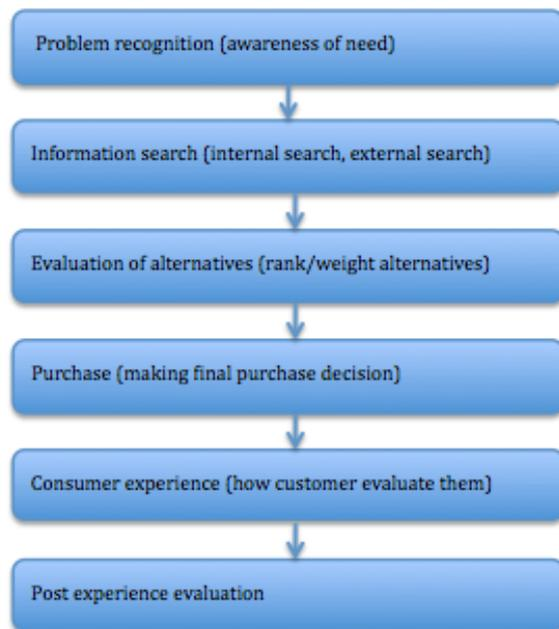 Problem recognition (awareness of need)
Information search (internal search, external search)
Evaluation of alternatives (rank/weight alternatives)
Purchase (making final purchase decision)
Consumer experience (how customer evaluate them)
Post experience evaluation